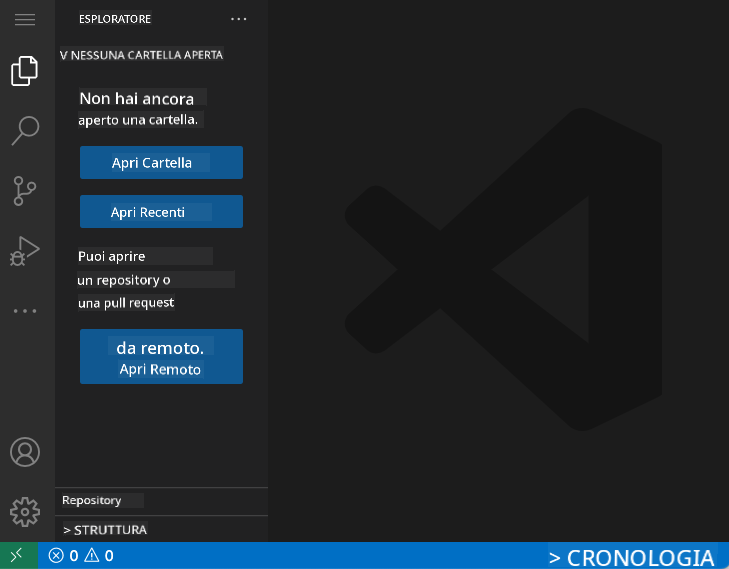 ESPLORATORE
V NESSUNA CARTELLA APERTA
Non hai ancora
aperto una cartella.
Apri Cartella
Apri Recenti
Puoi aprire
un repository o
una pull request
da remoto.
Apri Remoto
Repository
> STRUTTURA
0 0
> CRONOLOGIA